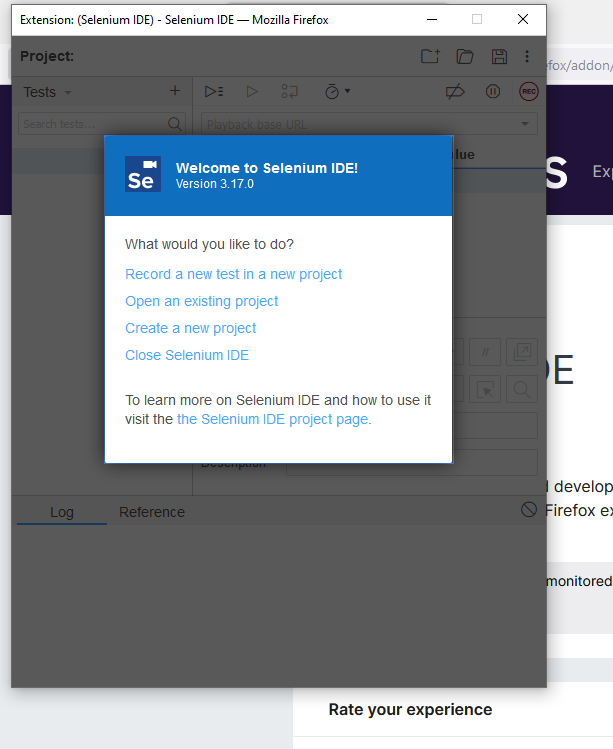 Extension: (Selenium IDE) - Selenium IDE — Mozilla Firefox
Project:
Tests
REC
Search tests...
Playback base URL
Se
Welcome to Selenium IDE!
Version 3.17.0
What would you like to do?
Record a new test in a new project
Open an existing project
Create a new project
Close Selenium IDE
To learn more on Selenium IDE and how to use it
visit the the Selenium IDE project page.
//
Description
Log
Reference
fox/addon/
S
Exp
DE
d develop
Firefox ex
monitored
Rate your experience